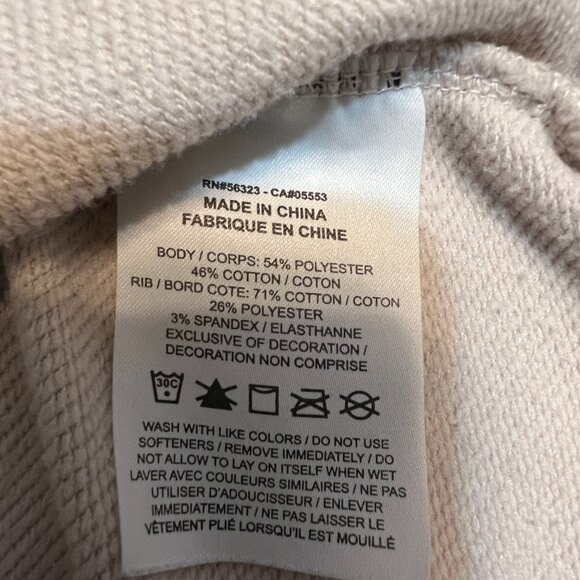 RN#56323 - CA#05553
MADE IN CHINA
FABRIQUE EN CHINE
BODY / CORPS: 54% POLYESTER
46% COTTON / COTON
RIB / BORD COTE: 71% COTTON / COTON
26% POLYESTER
3% SPANDEX / ELASTHANNE
EXCLUSIVE OF DECORATION /
DECORATION NON COMPRISE
30C
WASH WITH LIKE COLORS / DO NOT USE
SOFTENERS / REMOVE IMMEDIATELY / DO
NOT ALLOW TO LAY ON ITSELF WHEN WET
LAVER AVEC COULEURS SIMILAIRES / NE PAS
UTILISER D'ADOUCISSEUR / ENLEVER
IMMEDIATEMENT / NE PAS LAISSER LE
VÊTEMENT PLIÉ LORSQU'IL EST MOUILLÉ